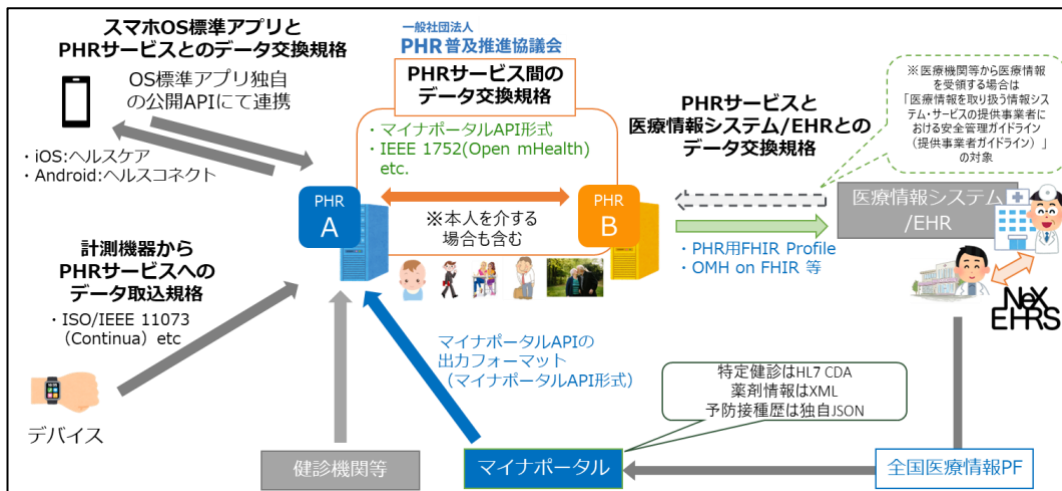 スマホOS標準アプリと
PHRサービスとのデータ交換規格
OS標準アプリ独自
の公開APIにて連携
・iOS:ヘルスケア
・Android:ヘルスコネクト
一般社団法人
PHR普及推進協議会
PHRサービス間の
データ交換規格
・マイナポータルAPI形式
・IEEE 1752(Open mHealth)
etc.
PHR
A
※本人を介する
場合も含む
PHR
B
PHRサービスと
医療情報システム/EHRとの
データ交換規格
※医療機関等から医療情報
を受領する場合は
「医療情報を取り扱う情報シス
テム・サービスの提供事業者に
おける安全管理ガイドライン
（提供事業者ガイドライン）」
の対象
医療情報システム
/EHR
・PHR用FHIR Profile
・OMH on FHIR 等
NeX
EHRS
計測機器から
PHRサービスへの
データ取込規格
・ISO/IEEE 11073
（Continua）etc
デバイス
マイナポータルAPIの
出力フォーマット
（マイナポータルAPI形式）
特定健診はHL7 CDA
薬剤情報はXML
予防接種歴は独自JSON
健診機関等
マイナポータル
全国医療情報PF